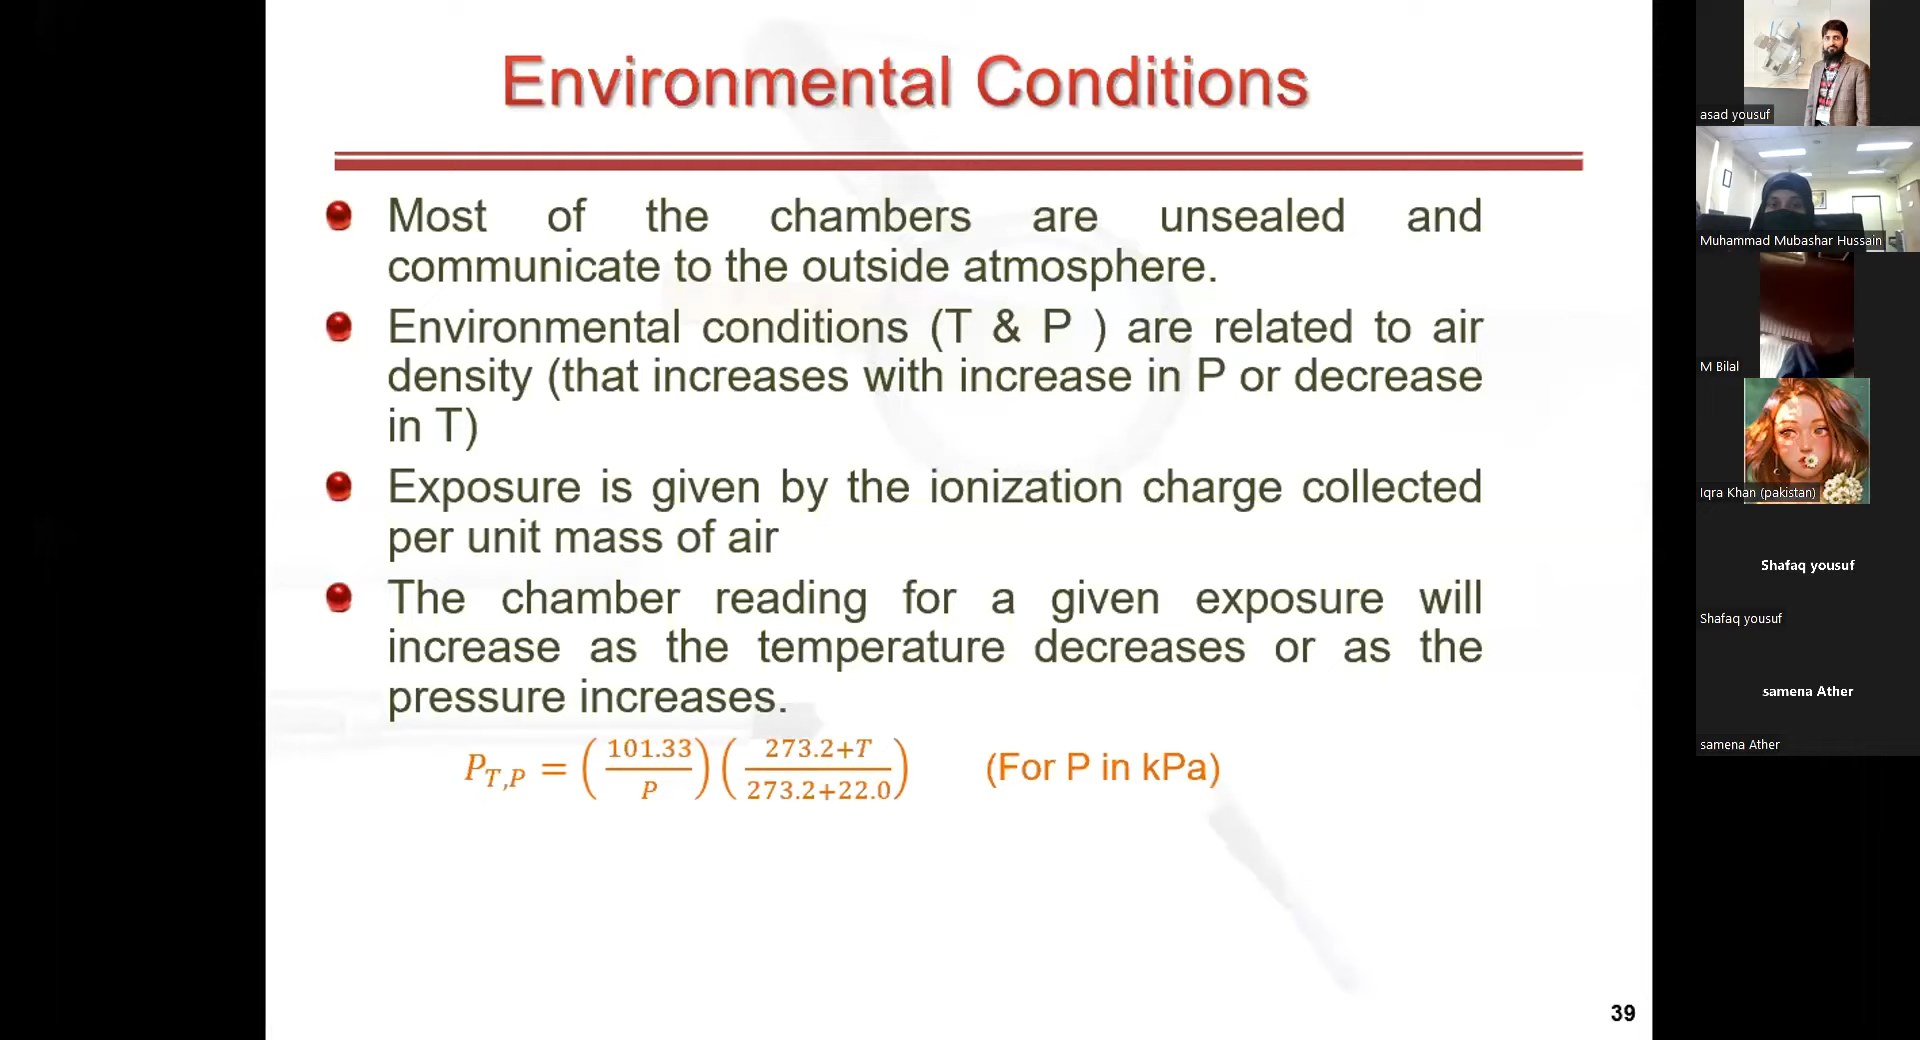 Environmental Conditions
Most of the chambers are unsealed and
communicate to the outside atmosphere.
Environmental conditions (T & P ) are related to air
density (that increases with increase in P or decrease
in T)
Exposure is given by the ionization charge collected
per unit mass of air
The chamber reading for a given exposure will
increase as the temperature decreases or as the
pressure increases.
P_{T,P} = (101.33/P) (273.2+T/273.2+22.0) (For P in kPa)
39
asad yousuf
Muhammad Mubashar Hussain
M Bilal
Iqra Khan (pakistan)
Shafaq yousuf
Shafaq yousuf
samena Ather
samena Ather